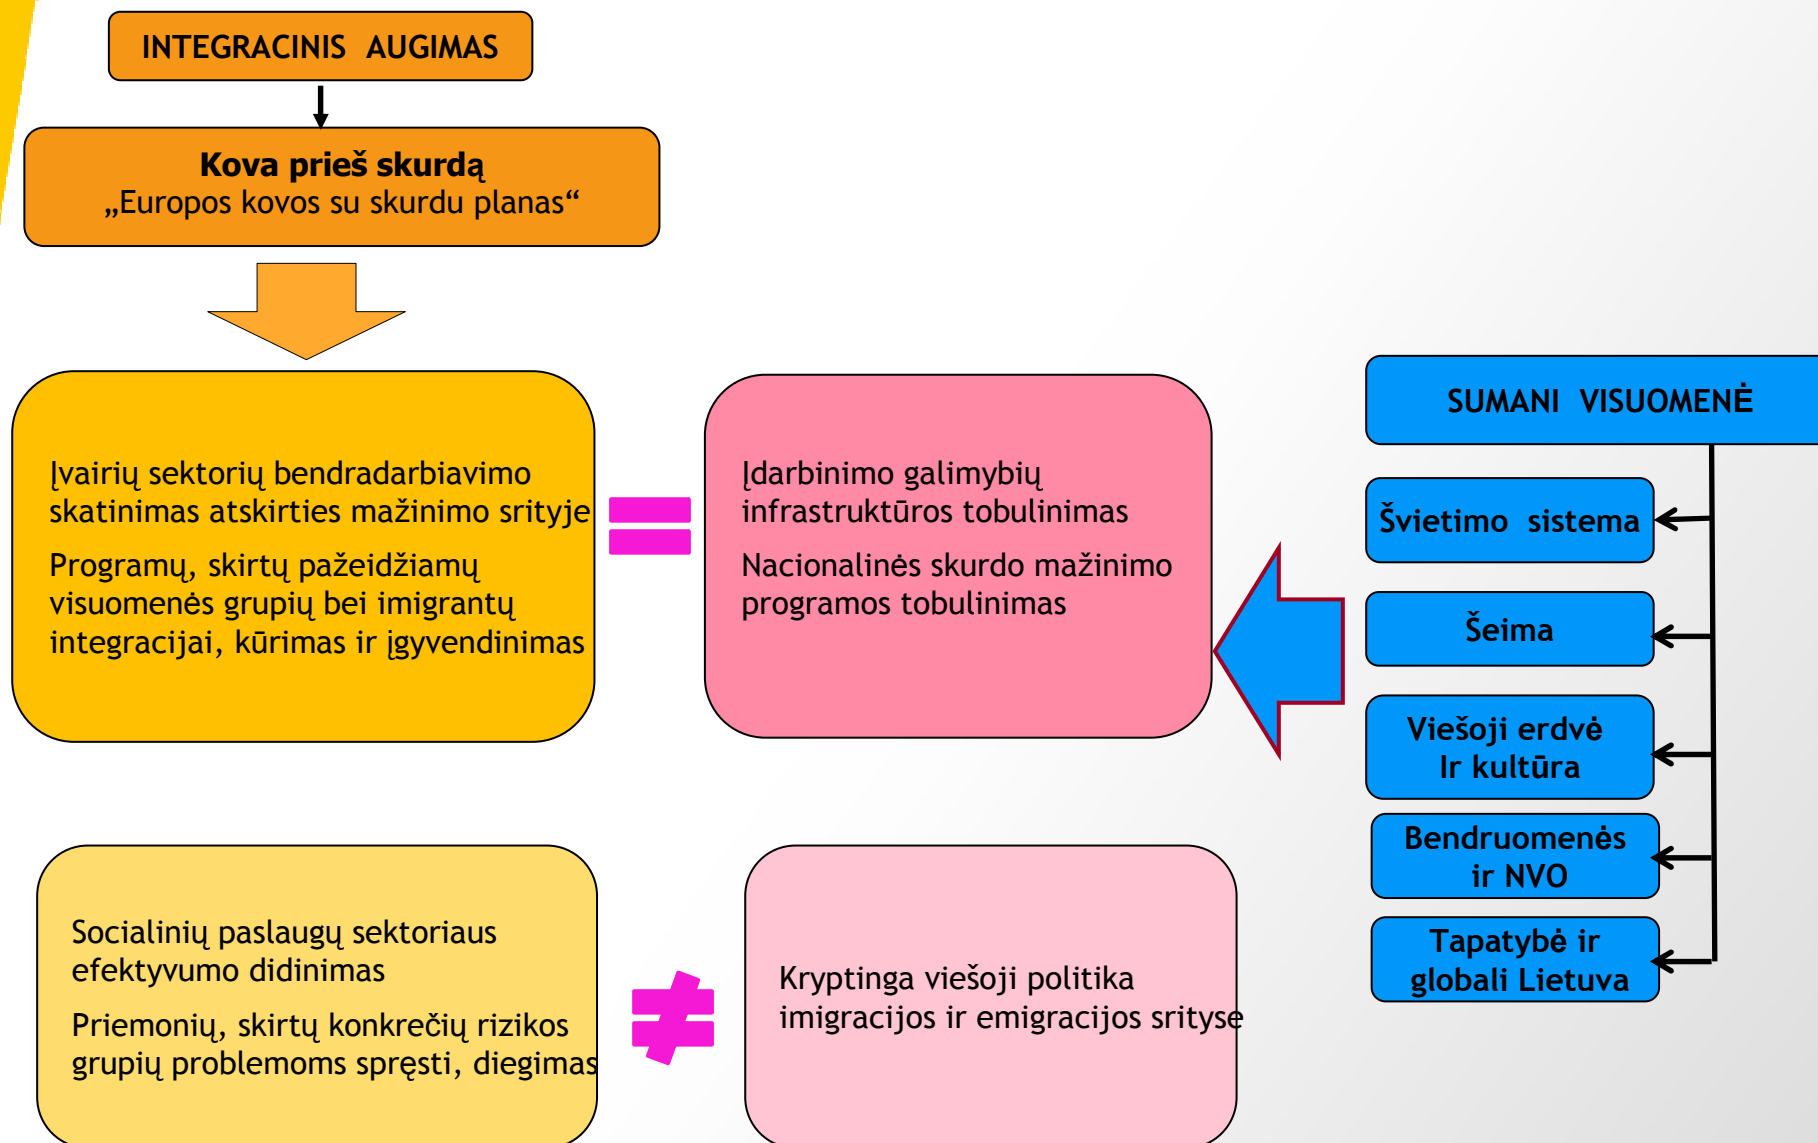 INTEGRACINIS AUGIMAS
Kova prieš skurdą
„Europos kovos su skurdu planas“
Įvairių sektorių bendradarbiavimo
skatinimas atskirties mažinimo srityje
Programų, skirtų pažeidžiamų
visuomenės grupių bei imigrantų
integracijai, kūrimas ir įgyvendinimas
Įdarbinimo galimybių
infrastruktūros tobulinimas
Nacionalinės skurdo mažinimo
programos tobulinimas
SUMANI VISUOMENĖ
Švietimo sistema
Šeima
Viešoji erdvė
Ir kultūra
Bendruomenės
ir NVO
Tapatybė ir
globali Lietuva
Socialinių paslaugų sektoriaus
efektyvumo didinimas
Priemonių, skirtų konkrečių rizikos
grupių problemoms spręsti, diegimas
Kryptinga viešoji politika
imigracijos ir emigracijos srityse